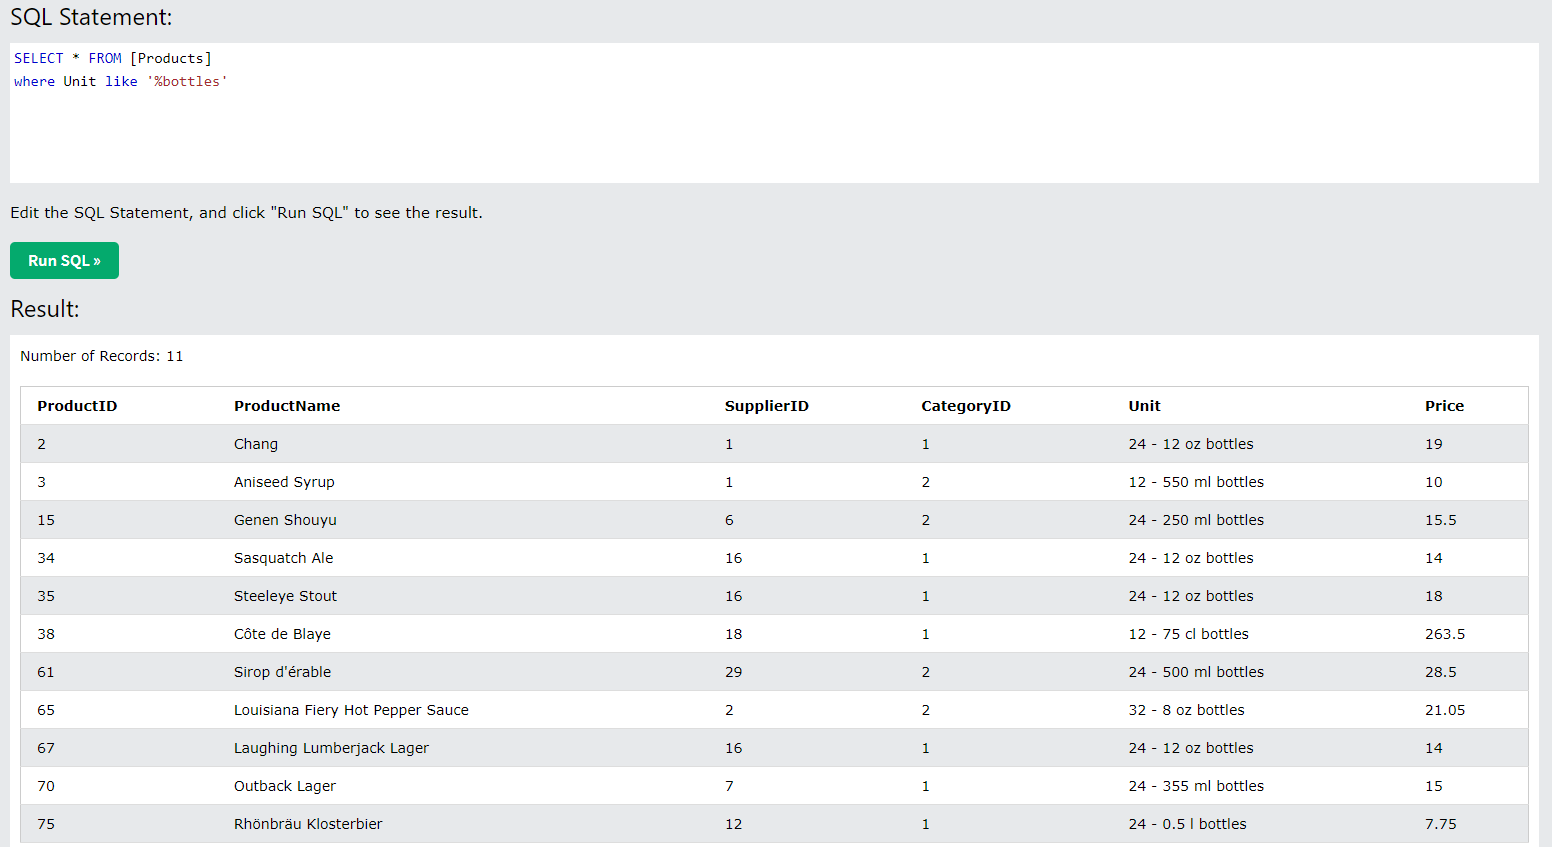 SQL Statement:
SELECT * FROM [Products]
where Unit like '%bottles'
Edit the SQL Statement, and click "Run SQL" to see the result.
Run SQL »
Result:
Number of Records: 11
ProductID ProductName SupplierID CategoryID Unit Price
2 Chang 1 1 24 - 12 oz bottles 19
3 Aniseed Syrup 1 2 12 - 550 ml bottles 10
15 Genen Shouyu 6 2 24 - 250 ml bottles 15.5
34 Sasquatch Ale 16 1 24 - 12 oz bottles 14
35 Steeleye Stout 16 1 24 - 12 oz bottles 18
38 Côte de Blaye 18 1 12 - 75 cl bottles 263.5
61 Sirop d'érable 29 2 24 - 500 ml bottles 28.5
65 Louisiana Fiery Hot Pepper Sauce 2 2 32 - 8 oz bottles 21.05
67 Laughing Lumberjack Lager 16 1 24 - 12 oz bottles 14
70 Outback Lager 7 1 24 - 355 ml bottles 15
75 Rhönbräu Klosterbier 12 1 24 - 0.5 l bottles 7.75